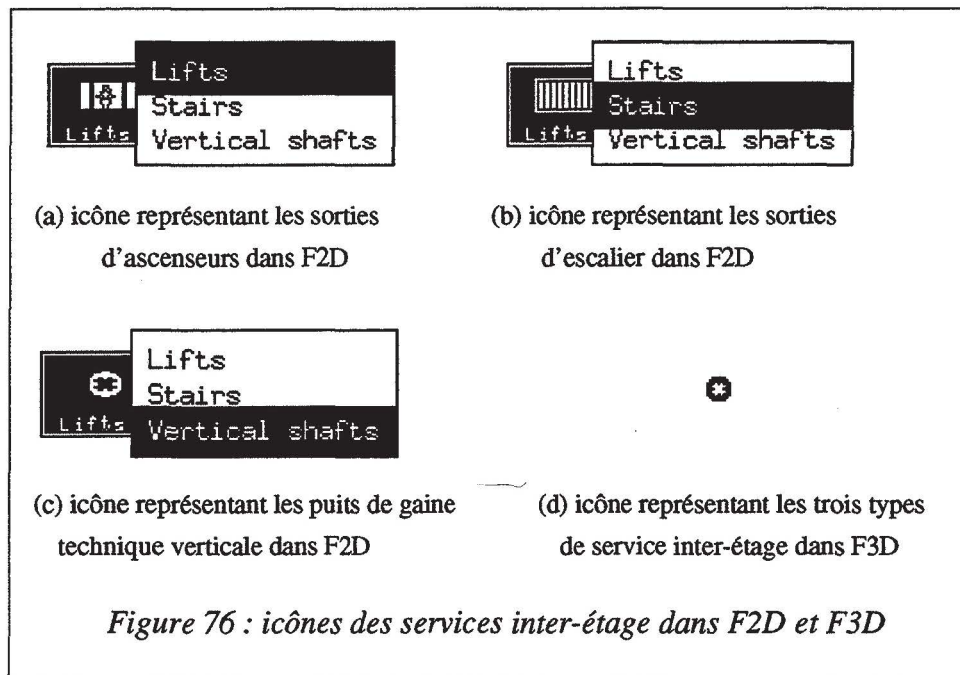 Lifts
Stairs
Vertical shafts
Lifts
(a) icône représentant les sorties
d'ascenseurs dans F2D
Lifts
Stairs
Vertical shafts
Lifts
(b) icône représentant les sorties
d'escalier dans F2D
Lifts
Stairs
Vertical shafts
Lifts
(c) icône représentant les puits de gaine
technique verticale dans F2D
(d) icône représentant les trois types
de service inter-étage dans F3D
Figure 76 : icônes des services inter-étage dans F2D et F3D